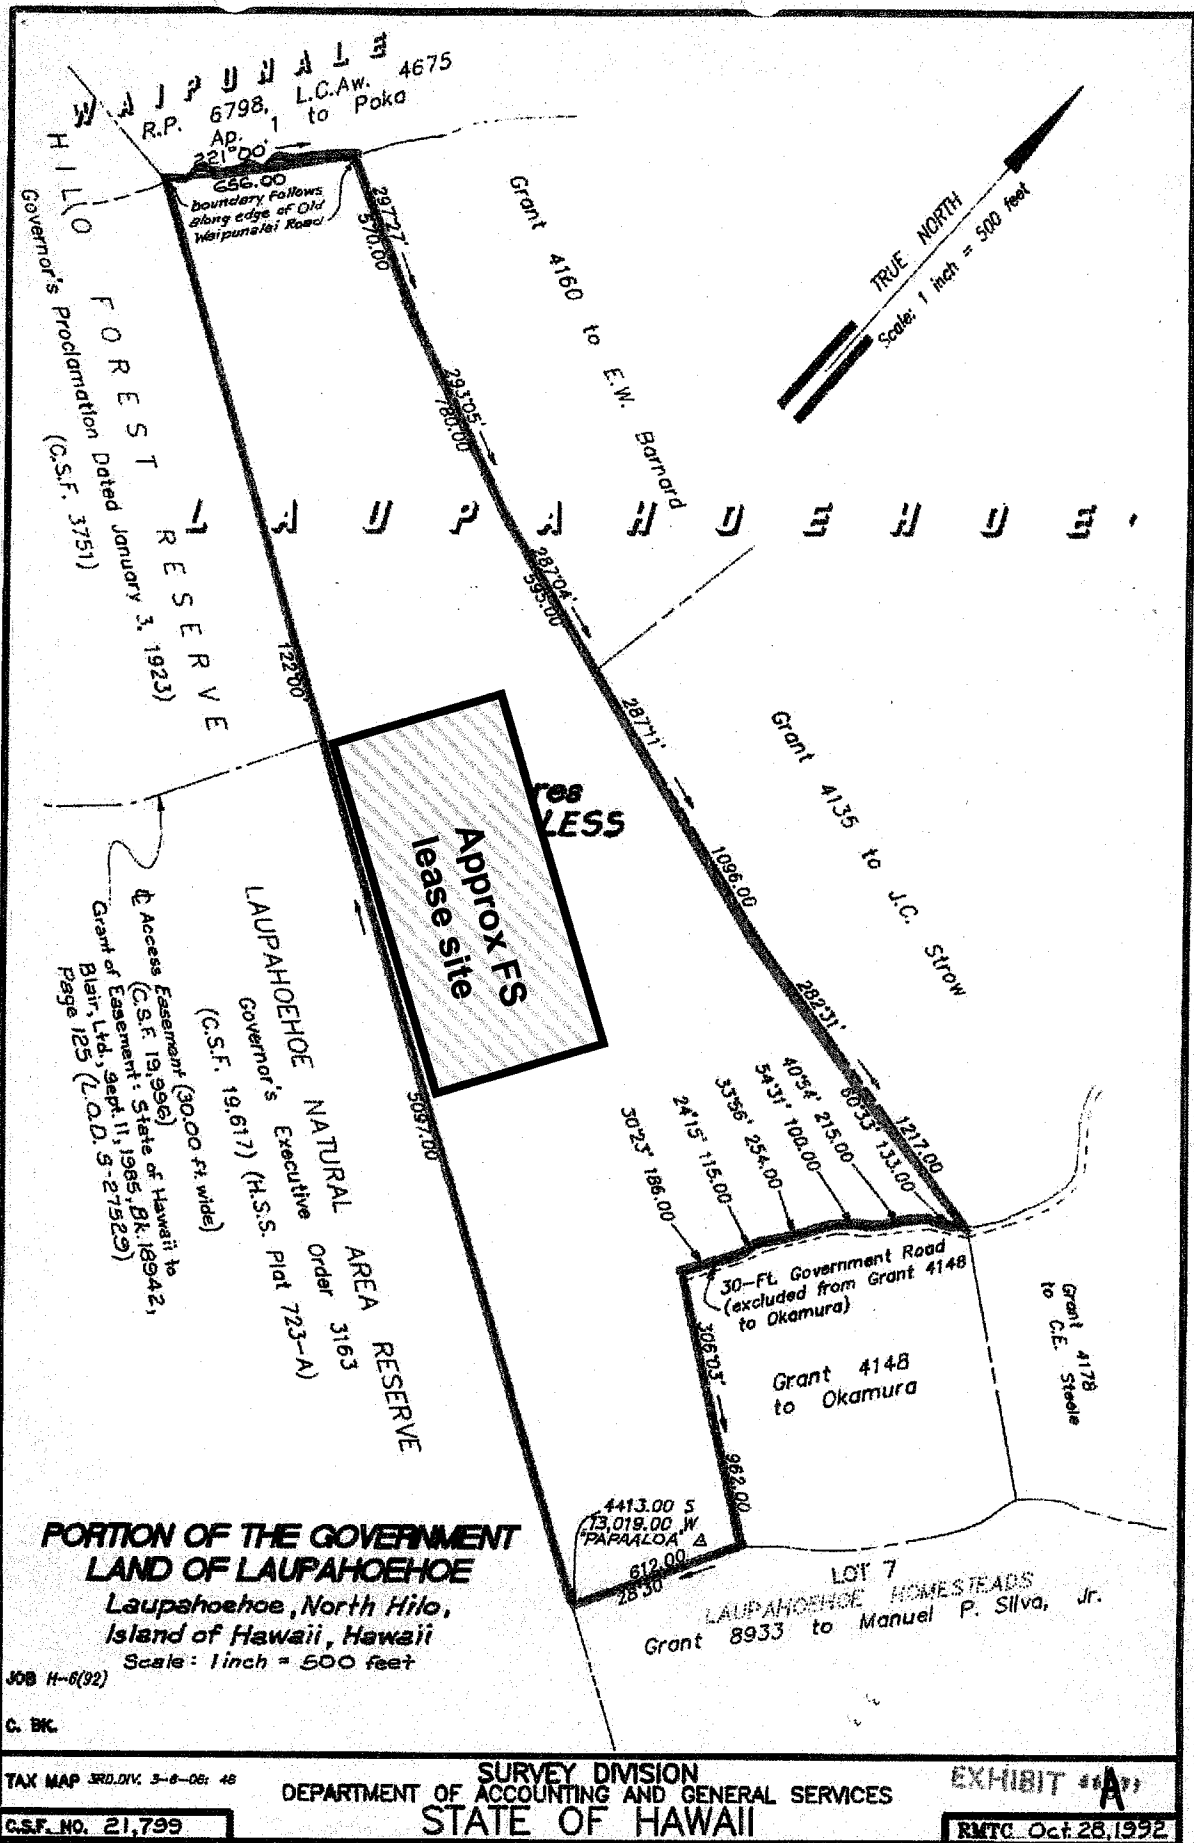 WAIPUNALE
R.P. 6798, L.C.Aw. 4675
Ap. 1 to Poka
221°00'
656.00
boundary follows
along edge of Old
Waipunalei Road
297°27'
570.00
Grant 4160 to E.W. Barnard
TRUE NORTH
Scale: 1 inch = 500 feet
HILO FOREST RESERVE
Governor's Proclamation Dated January 3, 1923)
(C.S.F. 3751)
293°05'
780.00
LAUPAHOEHOE
287°04'
595.00
122°00'
287°11'
1096.00
Grant 4135 to J.C. Strow
res
LESS
Approx FS
lease site
282°31'
1217.00
5097.00
LAUPAHOEHOE NATURAL AREA RESERVE
Governor's Executive Order 3163
(C.S.F. 19,617) (H.S.S. Plat 723-A)
℄ Access Easement (30.00 ft. wide)
(C.S.F. 19,996)
Grant of Easement: State of Hawaii to
Blair, Ltd., Sept. 11, 1985, Bk. 18942,
Page 125 (L.O.D. S-27529)
60°33' 133.00
40°54' 215.00
54°31' 100.00
33°56' 254.00
24°15' 115.00
30°23' 186.00
30-Ft. Government Road
(excluded from Grant 4148
to Okamura)
306°03'
962.00
Grant 4148
to Okamura
Grant 4178
to C.E. Steele
4413.00 S
13,019.00 W
"PAPAALOA" △
612.00
28°30'
LOT 7
LAUPAHOEHOE HOMESTEADS
Grant 8933 to Manuel P. Silva, Jr.
PORTION OF THE GOVERNMENT
LAND OF LAUPAHOEHOE
Laupahoehoe, North Hilo,
Island of Hawaii, Hawaii
Scale: 1 inch = 500 feet
JOB H-6(92)
C. BK.
TAX MAP 3RD.DIV. 3-6-06: 46
C.S.F. NO. 21,799
SURVEY DIVISION
DEPARTMENT OF ACCOUNTING AND GENERAL SERVICES
STATE OF HAWAII
EXHIBIT "A"
RMTC Oct 28, 1992